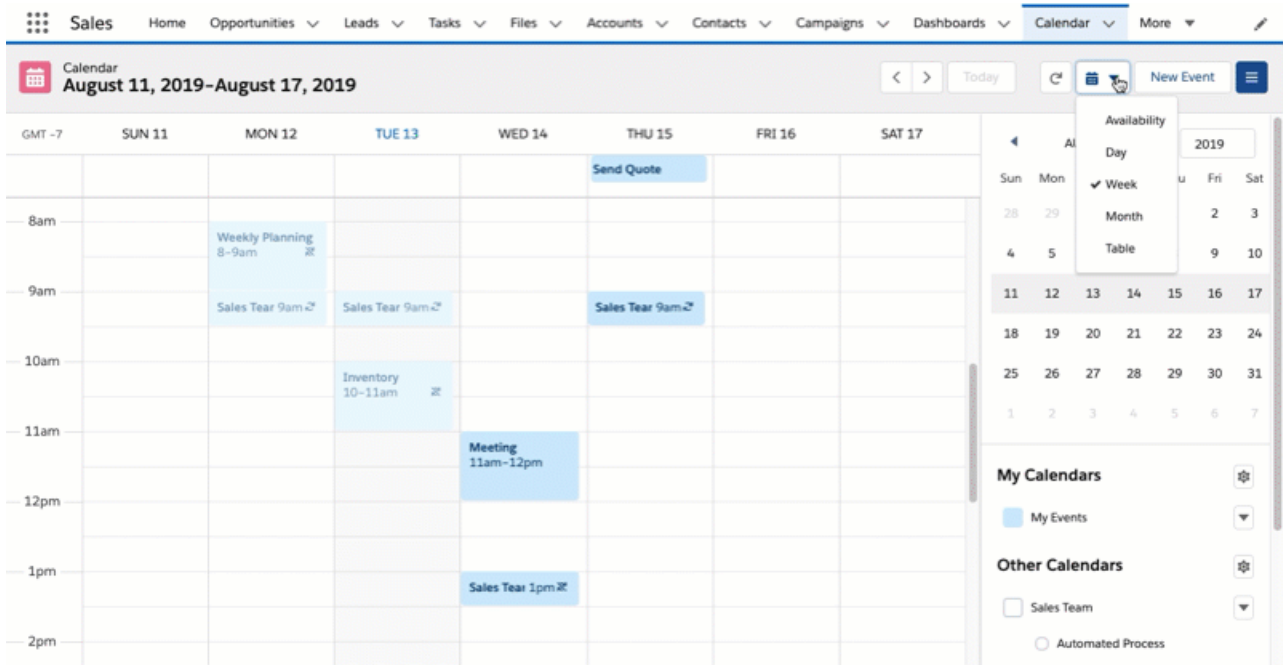 Sales Home Opportunities Leads Tasks Files Accounts Contacts Campaigns Dashboards Calendar More
Calendar
August 11, 2019–August 17, 2019
Today
New Event
GMT -7 SUN 11 MON 12 TUE 13 WED 14 THU 15 FRI 16 SAT 17
Send Quote
8am
Weekly Planning
8–9am
9am
Sales Tear 9am
Sales Tear 9am
Sales Tear 9am
10am
Inventory
10–11am
11am
Meeting
11am–12pm
12pm
1pm
Sales Tear 1pm
2pm
Availability
Day
Week
Month
Table
2019
Sun Mon Fri Sat
28 29 2 3
4 5 9 10
11 12 13 14 15 16 17
18 19 20 21 22 23 24
25 26 27 28 29 30 31
1 2 3 4 5 6 7
My Calendars
My Events
Other Calendars
Sales Team
Automated Process